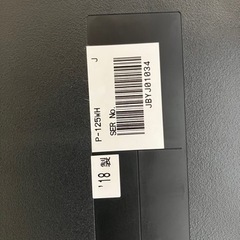 J
P-125WH
SER No.
JBYJ01034
'18 製